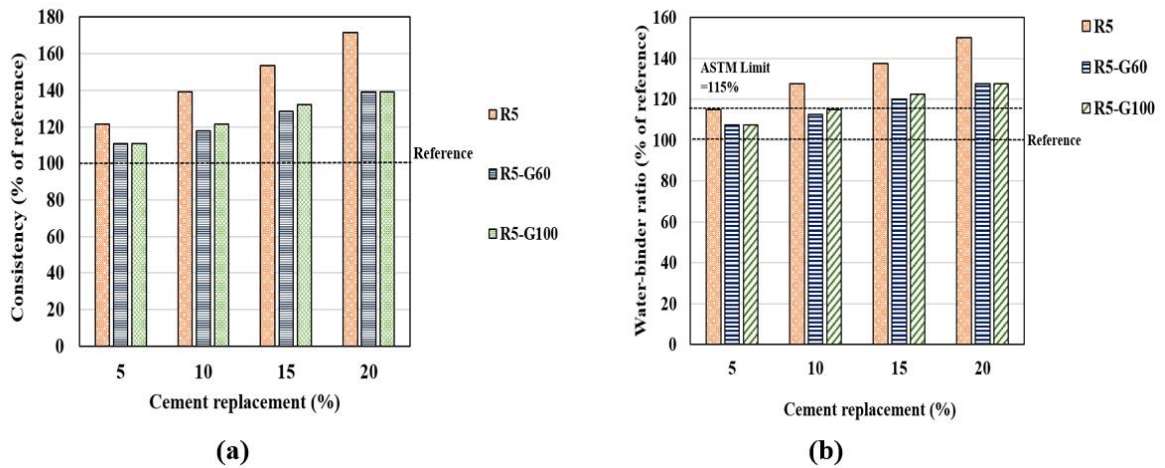 180
160
140
120
100
80
60
40
20
0
Consistency (% of reference)
5 10 15 20
Cement replacement (%)
Reference
R5
R5-G60
R5-G100
(a)
160
140
120
100
80
60
40
20
0
Water-binder ratio (% of reference)
ASTM Limit
=115%
5 10 15 20
Cement replacement (%)
Reference
R5
R5-G60
R5-G100
(b)